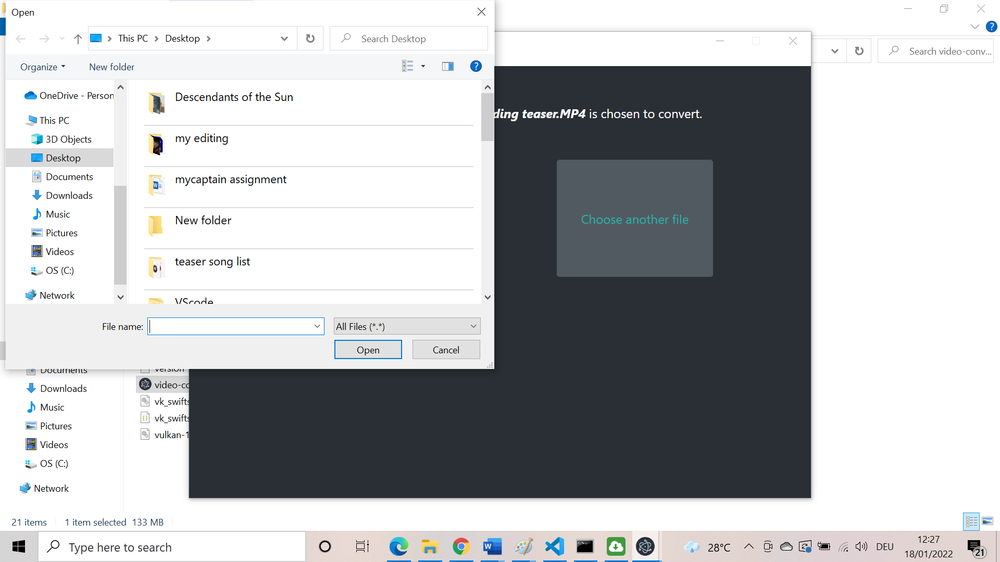 Open
This PC
Desktop
Search Desktop
Organize
New folder
OneDrive - Person
This PC
3D Objects
Desktop
Documents
Downloads
Music
Pictures
Videos
OS (C:)
Network
Descendants of the Sun
my editing
mycaptain assignment
New folder
teaser song list
VScode
File name:
All Files (*.*)
Open
Cancel
Search video-conv...
ding teaser.MP4 is chosen to convert.
Choose another file
Documents
Downloads
Music
Pictures
Videos
OS (C:)
Network
version
video-co
vk_swifts
vk_swifts
vulkan-1
21 items
1 item selected 133 MB
Type here to search
28°C
DEU
12:27
18/01/2022
21